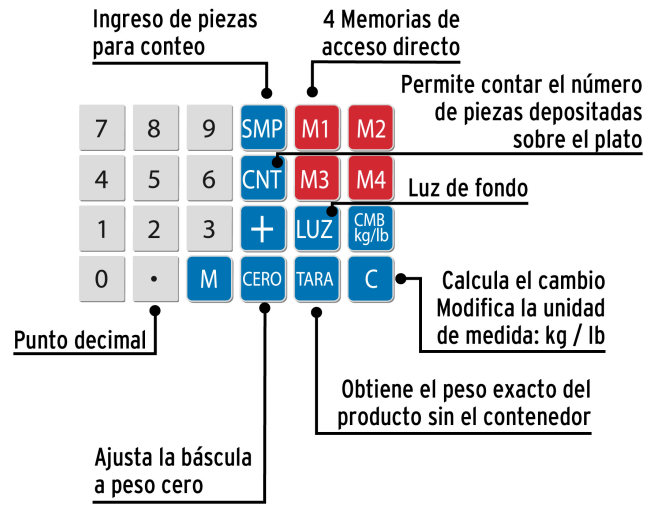 Ingreso de piezas
para conteo
4 Memorias de
acceso directo
Permite contar el número
de piezas depositadas
sobre el plato
7 8 9 SMP M1 M2
4 5 6 CNT M3 M4
Luz de fondo
1 2 3 + LUZ CMB
kg/lb
0 . M CERO TARA C
Calcula el cambio
Modifica la unidad
de medida: kg / lb
Punto decimal
Obtiene el peso exacto del
producto sin el contenedor
Ajusta la báscula
a peso cero